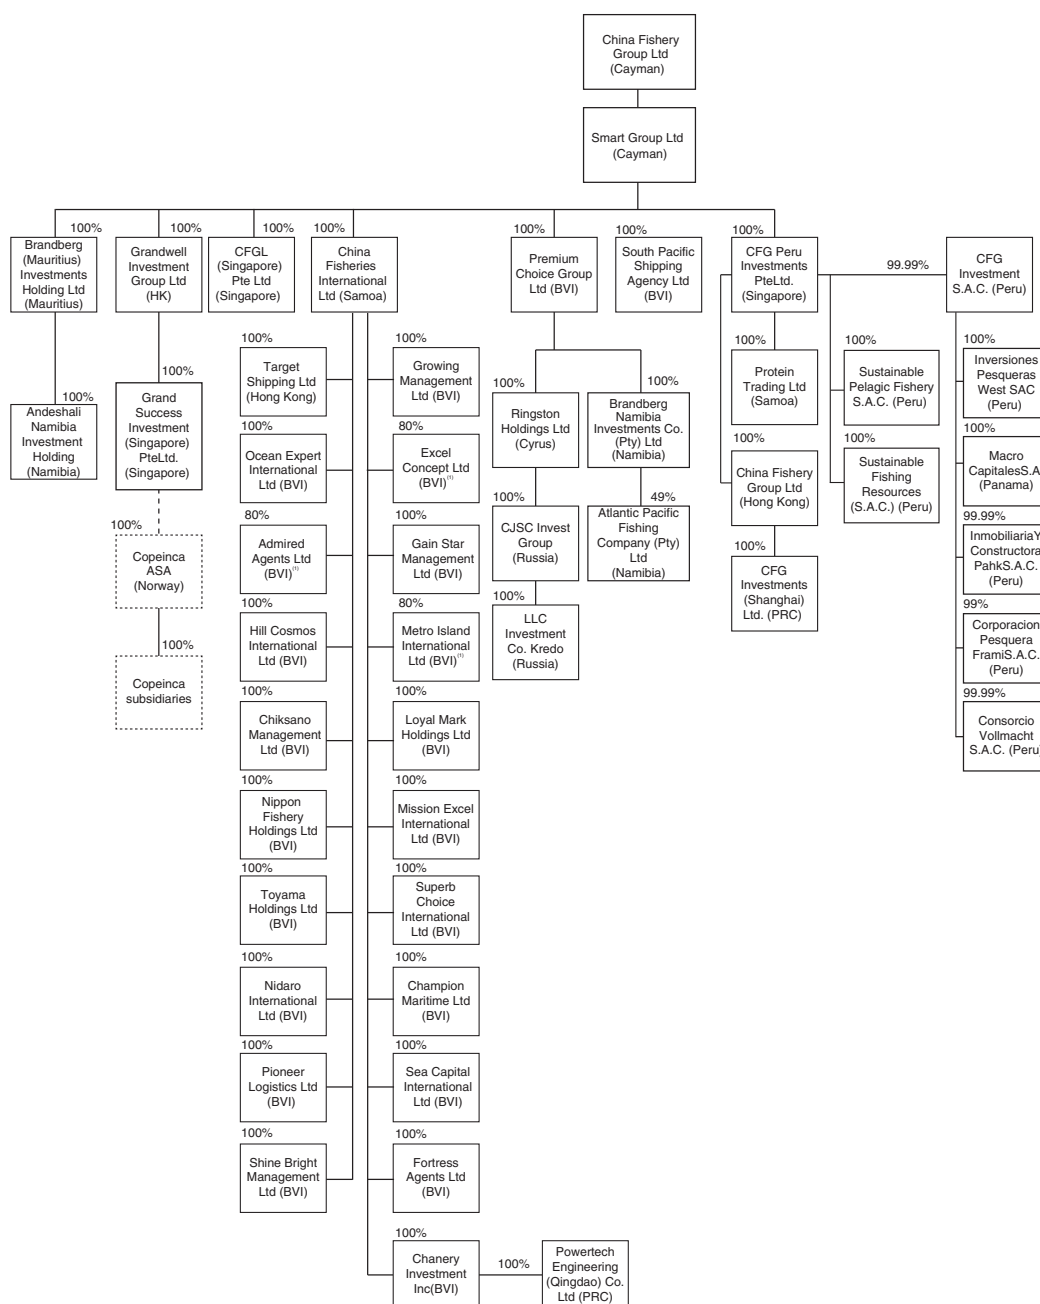 China Fishery
Group Ltd
(Cayman)
Smart Group Ltd
(Cayman)
100%
100%
100%
100%
100%
100%
100%
Brandberg
(Mauritius)
Investments
Holding Ltd
(Mauritius)
Grandwell
Investment
Group Ltd
(HK)
CFGL
(Singapore)
Pte Ltd
(Singapore)
China
Fisheries
International
Ltd (Samoa)
Premium
Choice Group
Ltd (BVI)
South Pacific
Shipping
Agency Ltd
(BVI)
CFG Peru
Investments
PteLtd.
(Singapore)
99.99%
CFG
Investment
S.A.C. (Peru)
100%
Andeshali
Namibia
Investment
Holding
(Namibia)
100%
Grand
Success
Investment
(Singapore)
PteLtd.
(Singapore)
100%
Copeinca
ASA
(Norway)
100%
Copeinca
subsidiaries
100%
Target
Shipping Ltd
(Hong Kong)
100%
Growing
Management
Ltd (BVI)
100%
Ocean Expert
International
Ltd (BVI)
80%
Excel
Concept Ltd
(BVI)(1)
80%
Admired
Agents Ltd
(BVI)(1)
100%
Gain Star
Management
Ltd (BVI)
100%
Hill Cosmos
International
Ltd (BVI)
80%
Metro Island
International
Ltd (BVI)(1)
100%
Chiksano
Management
Ltd (BVI)
100%
Loyal Mark
Holdings Ltd
(BVI)
100%
Nippon
Fishery
Holdings Ltd
(BVI)
100%
Mission Excel
International
Ltd (BVI)
100%
Toyama
Holdings Ltd
(BVI)
100%
Superb
Choice
International
Ltd (BVI)
100%
Nidaro
International
Ltd (BVI)
100%
Champion
Maritime Ltd
(BVI)
100%
Pioneer
Logistics Ltd
(BVI)
100%
Sea Capital
International
Ltd (BVI)
100%
Shine Bright
Management
Ltd (BVI)
100%
Fortress
Agents Ltd
(BVI)
100%
Chanery
Investment
Inc(BVI)
100%
Powertech
Engineering
(Qingdao) Co.
Ltd (PRC)
100%
Ringston
Holdings Ltd
(Cyrus)
100%
CJSC Invest
Group
(Russia)
100%
LLC
Investment
Co. Kredo
(Russia)
100%
Brandberg
Namibia
Investments Co.
(Pty) Ltd
(Namibia)
49%
Atlantic Pacific
Fishing
Company (Pty)
Ltd
(Namibia)
100%
Protein
Trading Ltd
(Samoa)
100%
China Fishery
Group Ltd
(Hong Kong)
100%
CFG
Investments
(Shanghai)
Ltd. (PRC)
100%
Sustainable
Pelagic Fishery
S.A.C. (Peru)
100%
Sustainable
Fishing
Resources
(S.A.C.) (Peru)
100%
Inversiones
Pesqueras
West SAC
(Peru)
100%
Macro
CapitalesS.A
(Panama)
99.99%
InmobiliariaY
Constructora
PahkS.A.C.
(Peru)
99%
Corporacion
Pesquera
FramiS.A.C.
(Peru)
99.99%
Consorcio
Vollmacht
S.A.C. (Peru)